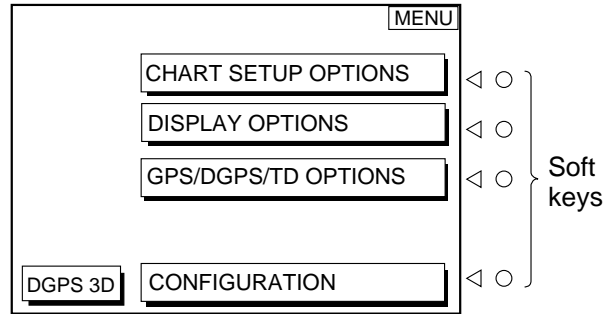 MENU
CHART SETUP OPTIONS
DISPLAY OPTIONS
GPS/DGPS/TD OPTIONS
Soft
keys
DGPS 3D
CONFIGURATION